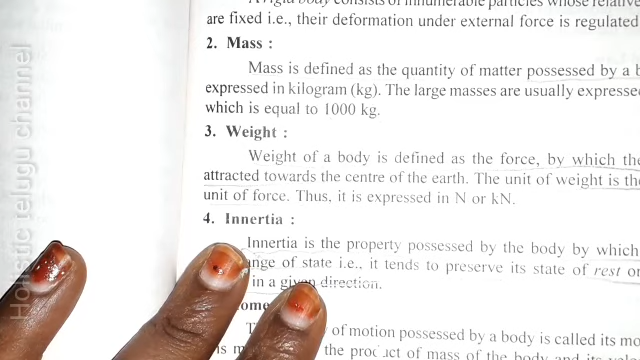 A rigid body consists of innumerable particles whose relative
are fixed i.e., their deformation under external force is regulated
2. Mass :
Mass is defined as the quantity of matter possessed by a b
expressed in kilogram (kg). The large masses are usually expresse
which is equal to 1000 kg.
3. Weight :
Weight of a body is defined as the force, by which the
attracted towards the centre of the earth. The unit of weight is the
unit of force. Thus, it is expressed in N or kN.
4. Innertia :
Innertia is the property possessed by the body by which
ange of state i.e., it tends to preserve its state of rest or
in a given direction.
ome
of motion possessed by a body is called its mo
the product of mass of the body and its
Holistic telugu channel